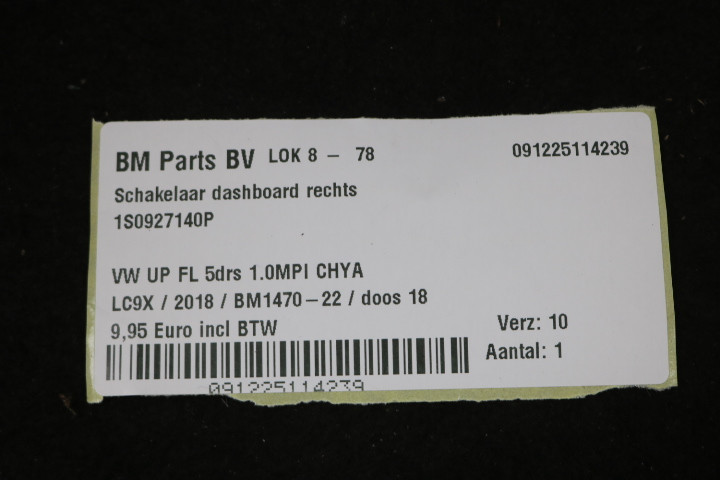 BM Parts BV LOK 8 - 78 091225114239
Schakelaar dashboard rechts
1S0927140P
VW UP FL 5drs 1.0MPI CHYA
LC9X / 2018 / BM1470-22 / doos 18
9,95 Euro incl BTW Verz: 10
Aantal: 1
091225114239